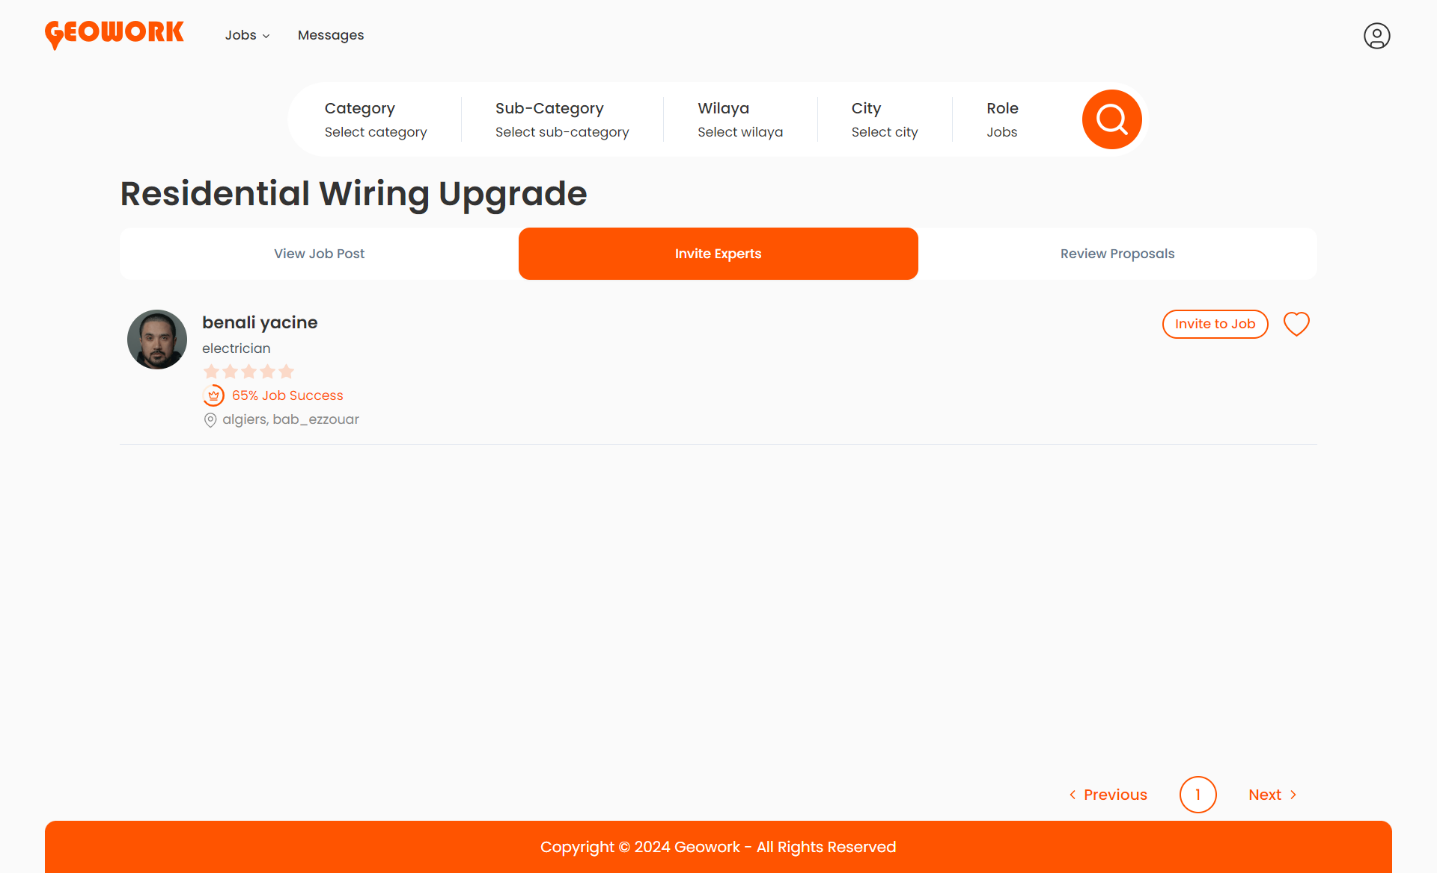 GEOWORK
Jobs
Messages
Category
Select category
Sub-Category
Select sub-category
Wilaya
Select wilaya
City
Select city
Role
Jobs
Residential Wiring Upgrade
View Job Post
Invite Experts
Review Proposals
benali yacine
electrician
65% Job Success
algiers, bab_ezzouar
Invite to Job
Previous
1
Next
Copyright © 2024 Geowork - All Rights Reserved